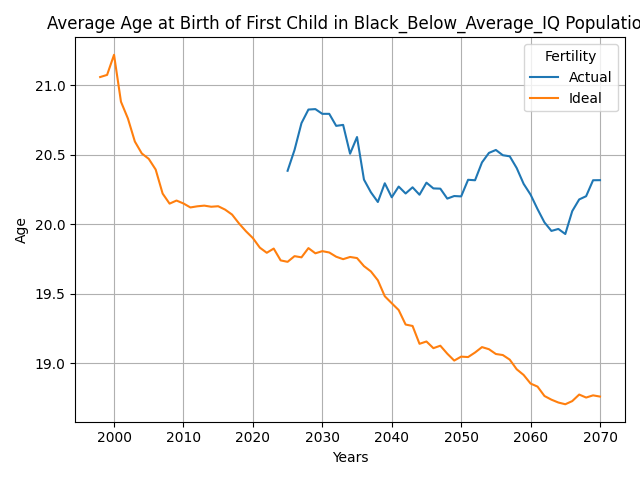 Average Age at Birth of First Child in Black_Below_Average_IQ Populatio
Fertility
Actual
Ideal
21.0
20.5
20.0
19.5
19.0
Age
2000 2010 2020 2030 2040 2050 2060 2070
Years